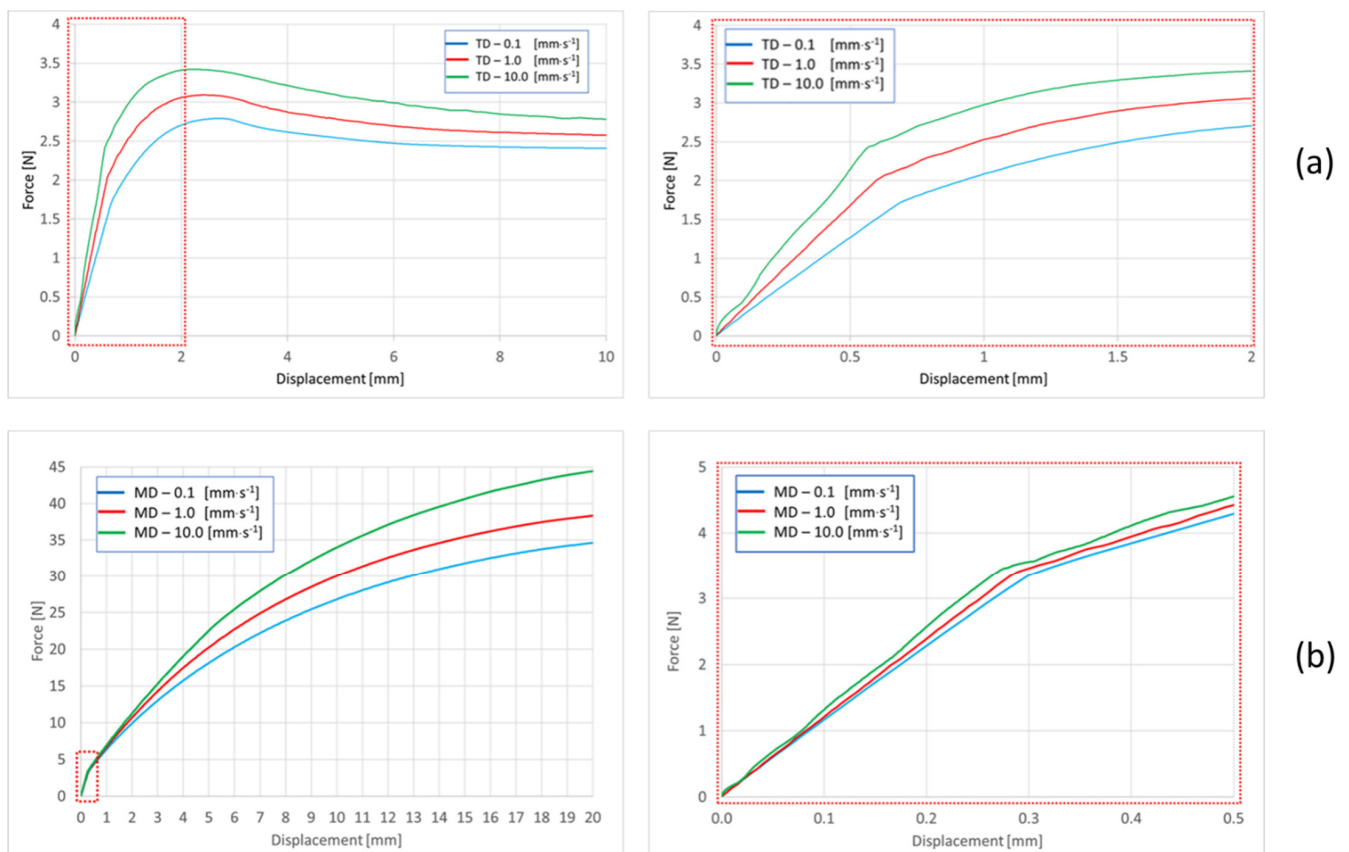 4
3.5
3
2.5
2
1.5
1
0.5
0
Force [N]
0 2 4 6 8 10
Displacement [mm]
TD – 0.1 [mm·s⁻¹]
TD – 1.0 [mm·s⁻¹]
TD – 10.0 [mm·s⁻¹]
4
3.5
3
2.5
2
1.5
1
0.5
0
Force [N]
0 0.5 1 1.5 2
Displacement [mm]
TD – 0.1 [mm·s⁻¹]
TD – 1.0 [mm·s⁻¹]
TD – 10.0 [mm·s⁻¹]
(a)
45
40
35
30
25
20
15
10
5
0
Force [N]
0 1 2 3 4 5 6 7 8 9 10 11 12 13 14 15 16 17 18 19 20
Displacement [mm]
MD – 0.1 [mm·s⁻¹]
MD – 1.0 [mm·s⁻¹]
MD – 10.0 [mm·s⁻¹]
5
4
3
2
1
0
Force [N]
0.0 0.1 0.2 0.3 0.4 0.5
Displacement [mm]
MD – 0.1 [mm·s⁻¹]
MD – 1.0 [mm·s⁻¹]
MD – 10.0 [mm·s⁻¹]
(b)